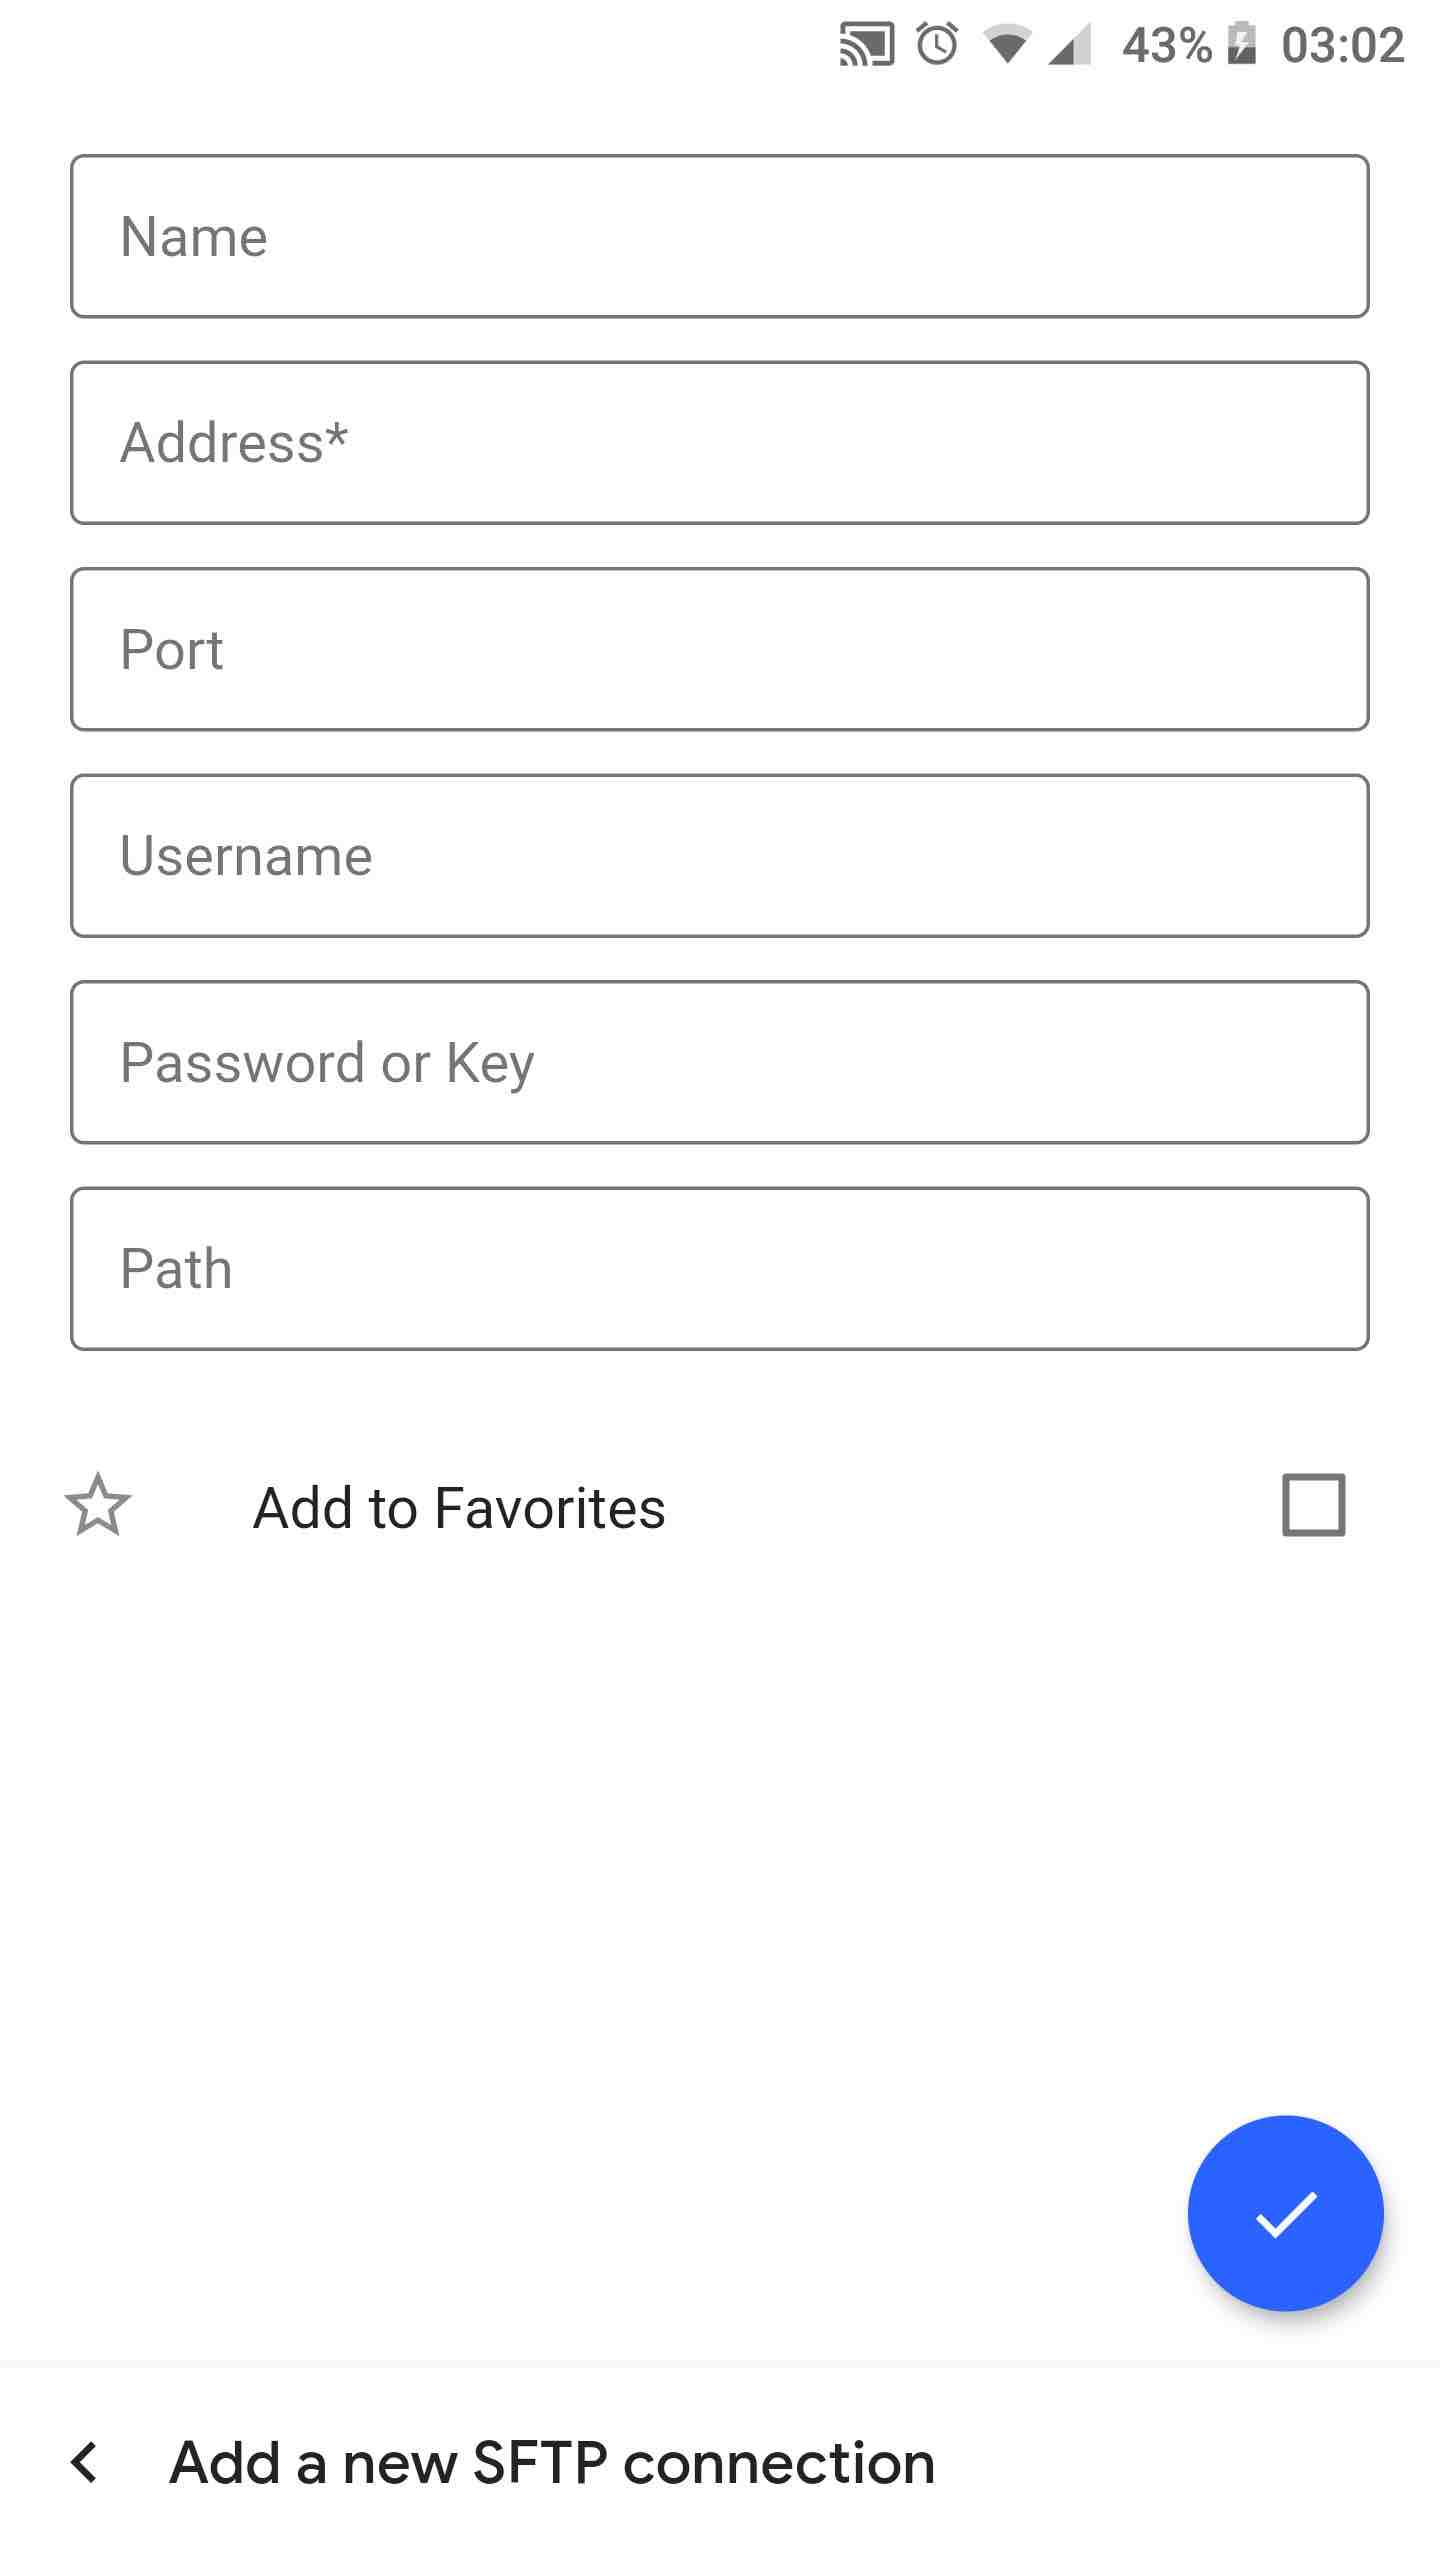 43% 03:02
Name
Address*
Port
Username
Password or Key
Path
Add to Favorites
Add a new SFTP connection